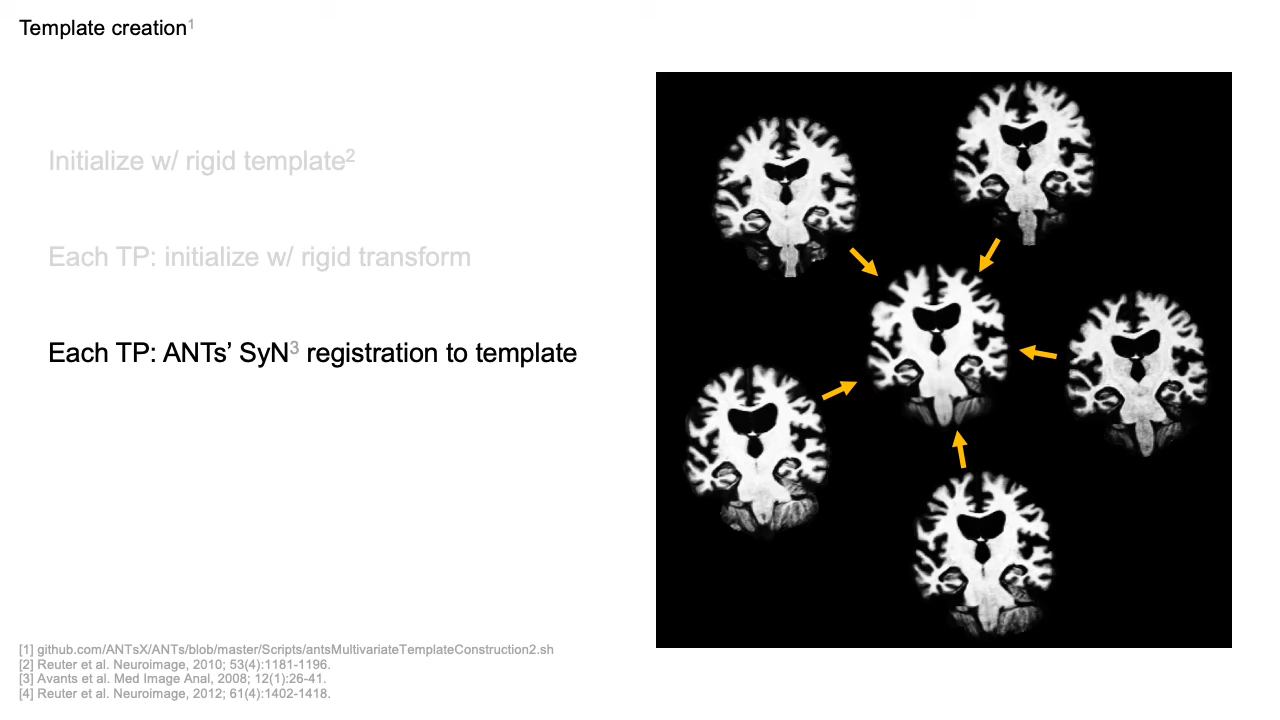 Template creation1
Initialize w/ rigid template2
Each TP: initialize w/ rigid transform
Each TP: ANTs’ SyN3 registration to template
[1] github.com/ANTsX/ANTs/blob/master/Scripts/antsMultivariateTemplateConstruction2.sh
[2] Reuter et al. Neuroimage, 2010; 53(4):1181-1196.
[3] Avants et al. Med Image Anal, 2008; 12(1):26-41.
[4] Reuter et al. Neuroimage, 2012; 61(4):1402-1418.